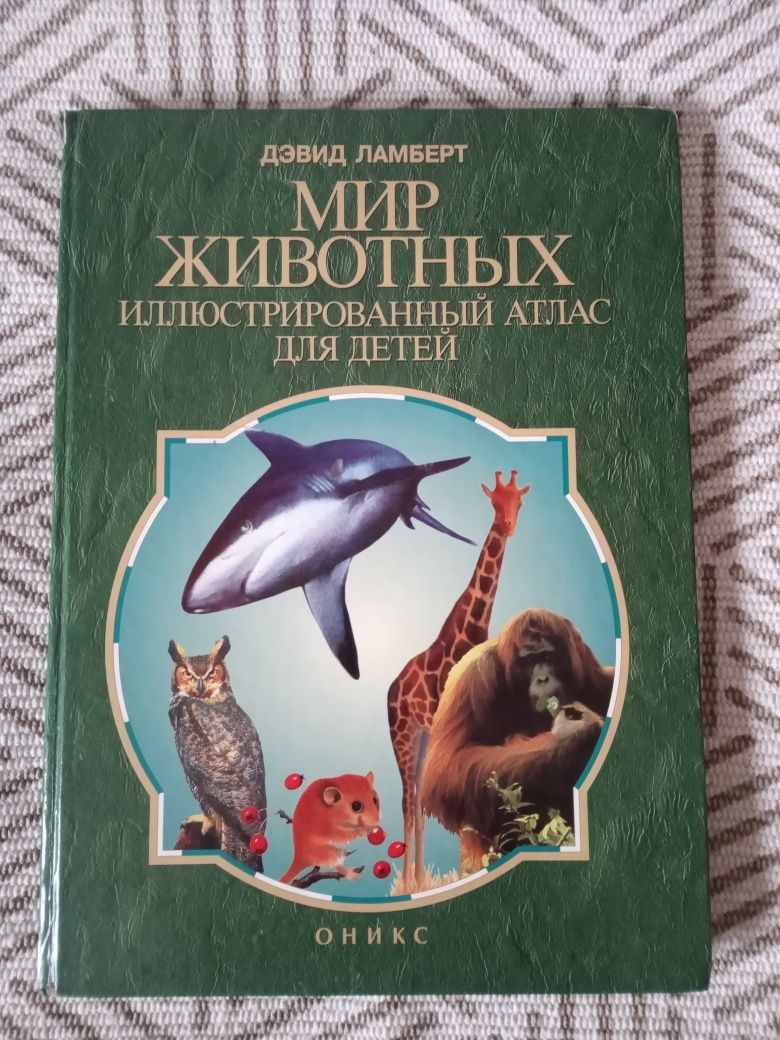 ДЭВИД ЛАМБЕРТ
МИР
ЖИВОТНЫХ
ИЛЛЮСТРИРОВАННЫЙ АТЛАС
ДЛЯ ДЕТЕЙ
ОНИКС